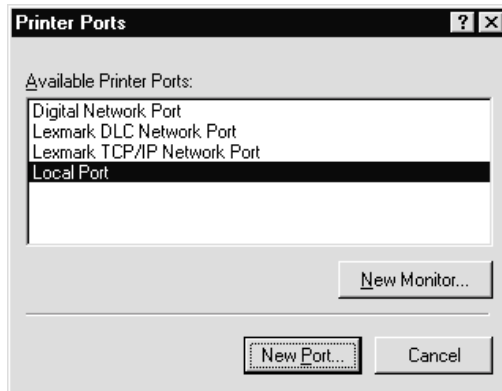 Printer Ports
? X
Available Printer Ports:
Digital Network Port
Lexmark DLC Network Port
Lexmark TCP/IP Network Port
Local Port
New Monitor...
New Port...
Cancel